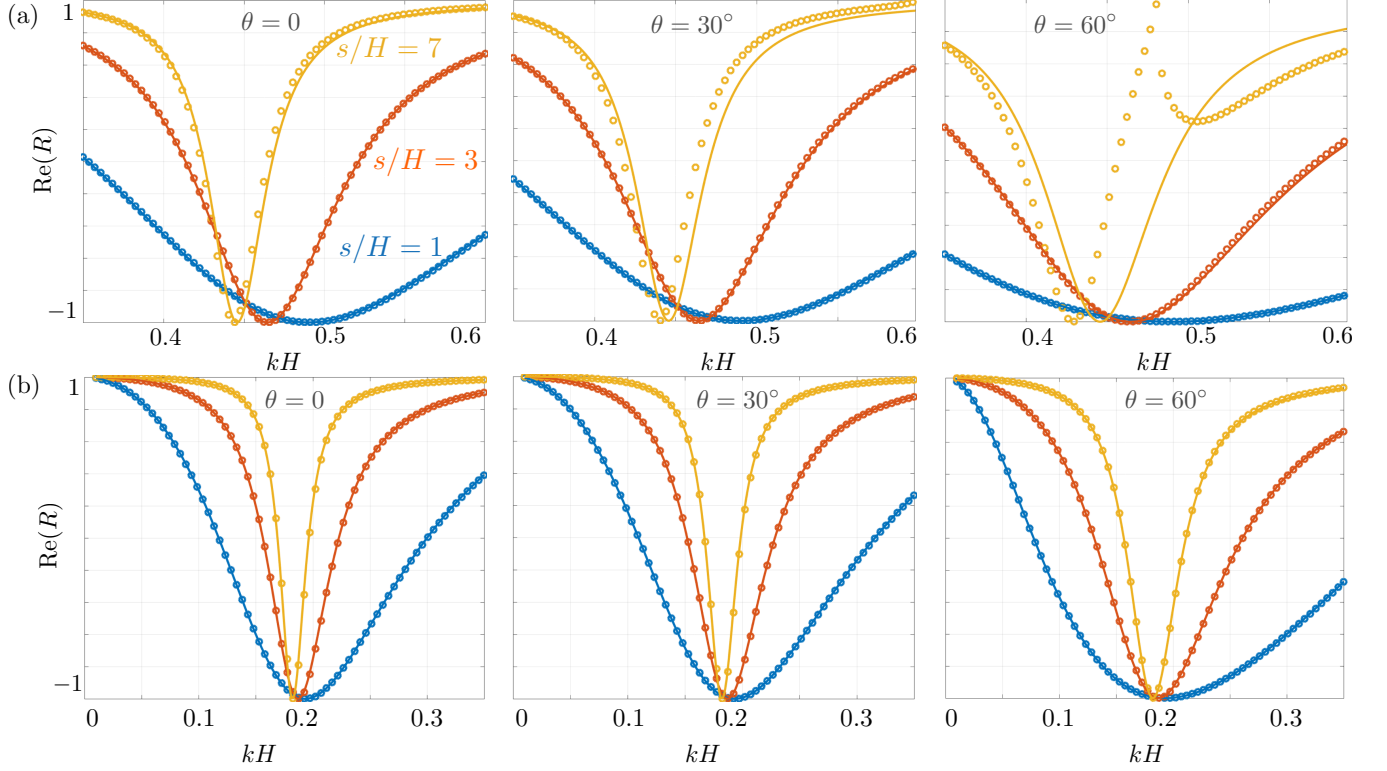 (a)
1
θ = 0
s/H = 7
s/H = 3
s/H = 1
Re(R)
−1
0.4
0.5
0.6
kH
θ = 30°
0.4
0.5
0.6
kH
θ = 60°
0.4
0.5
0.6
kH
(b)
1
θ = 0
Re(R)
−1
0
0.1
0.2
0.3
kH
θ = 30°
0
0.1
0.2
0.3
kH
θ = 60°
0
0.1
0.2
0.3
kH